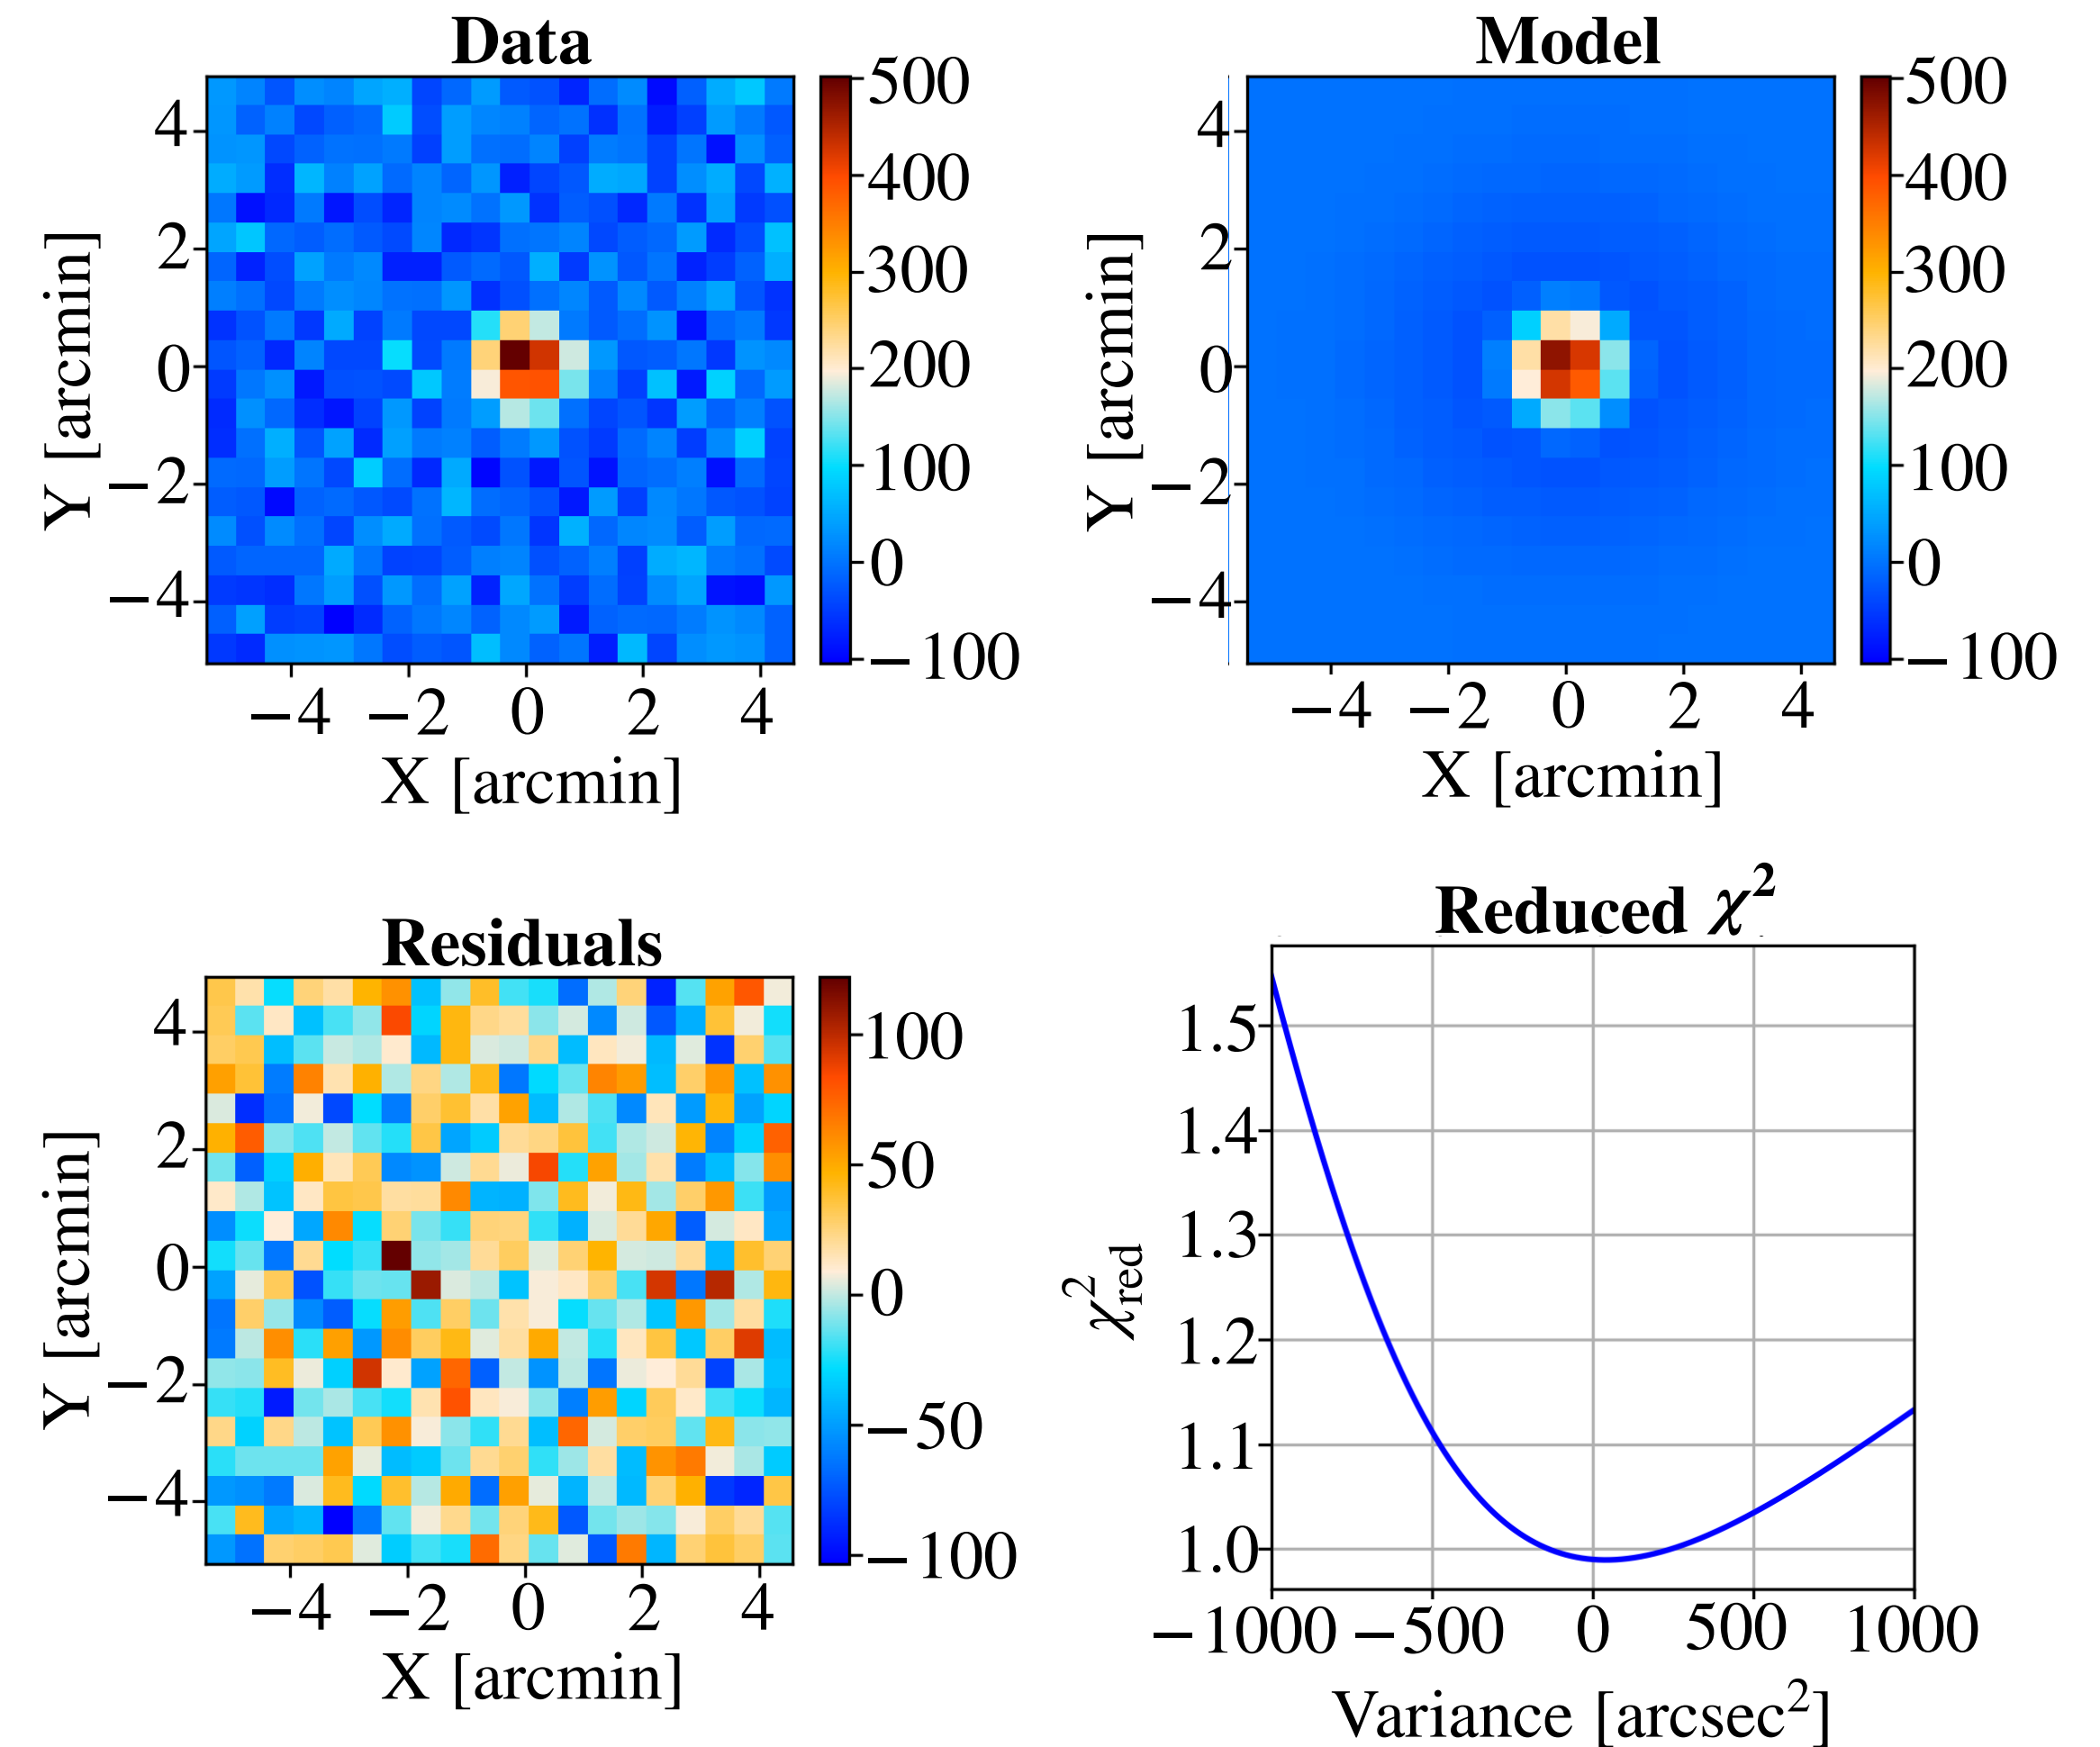 Data
Model
4
2
0
−2
−4
Y [arcmin]
−4 −2 0 2 4
X [arcmin]
500
400
300
200
100
0
−100
4
2
0
−2
−4
Y [arcmin]
−4 −2 0 2 4
X [arcmin]
500
400
300
200
100
0
−100
Residuals
4
2
0
−2
−4
Y [arcmin]
−4 −2 0 2 4
X [arcmin]
100
50
0
−50
−100
Reduced χ²
1.5
1.4
1.3
1.2
1.1
1.0
χ²red
−1000 −500 0 500 1000
Variance [arcsec²]